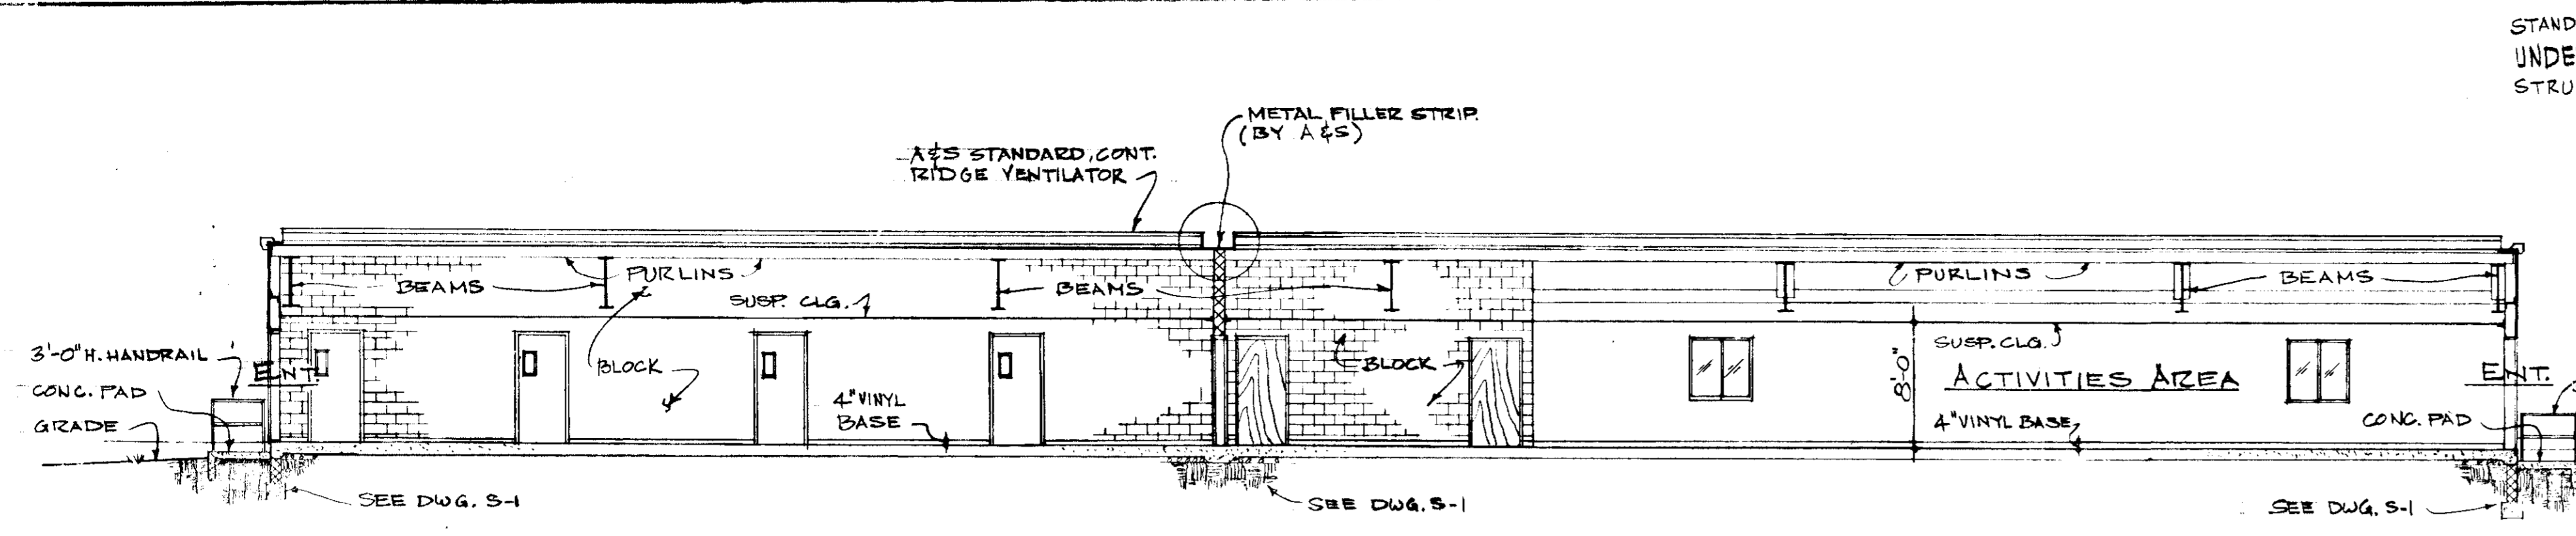 STAND
UNDE
STRU
METAL FILLER STRIP.
(BY A&S)
A&S STANDARD, CONT.
RIDGE VENTILATOR
PURLINS
BEAMS
SUSP. CLG.
BEAMS
PURLINS
BEAMS
3'-0" H. HANDRAIL
ENT.
CONC. PAD
GRADE
BLOCK
4" VINYL
BASE
BLOCK
8'-0"
SUSP. CLG.
ACTIVITIES AREA
4" VINYL BASE
ENT.
CONC. PAD
SEE DWG. S-1
SEE DWG. S-1
SEE DWG. S-1